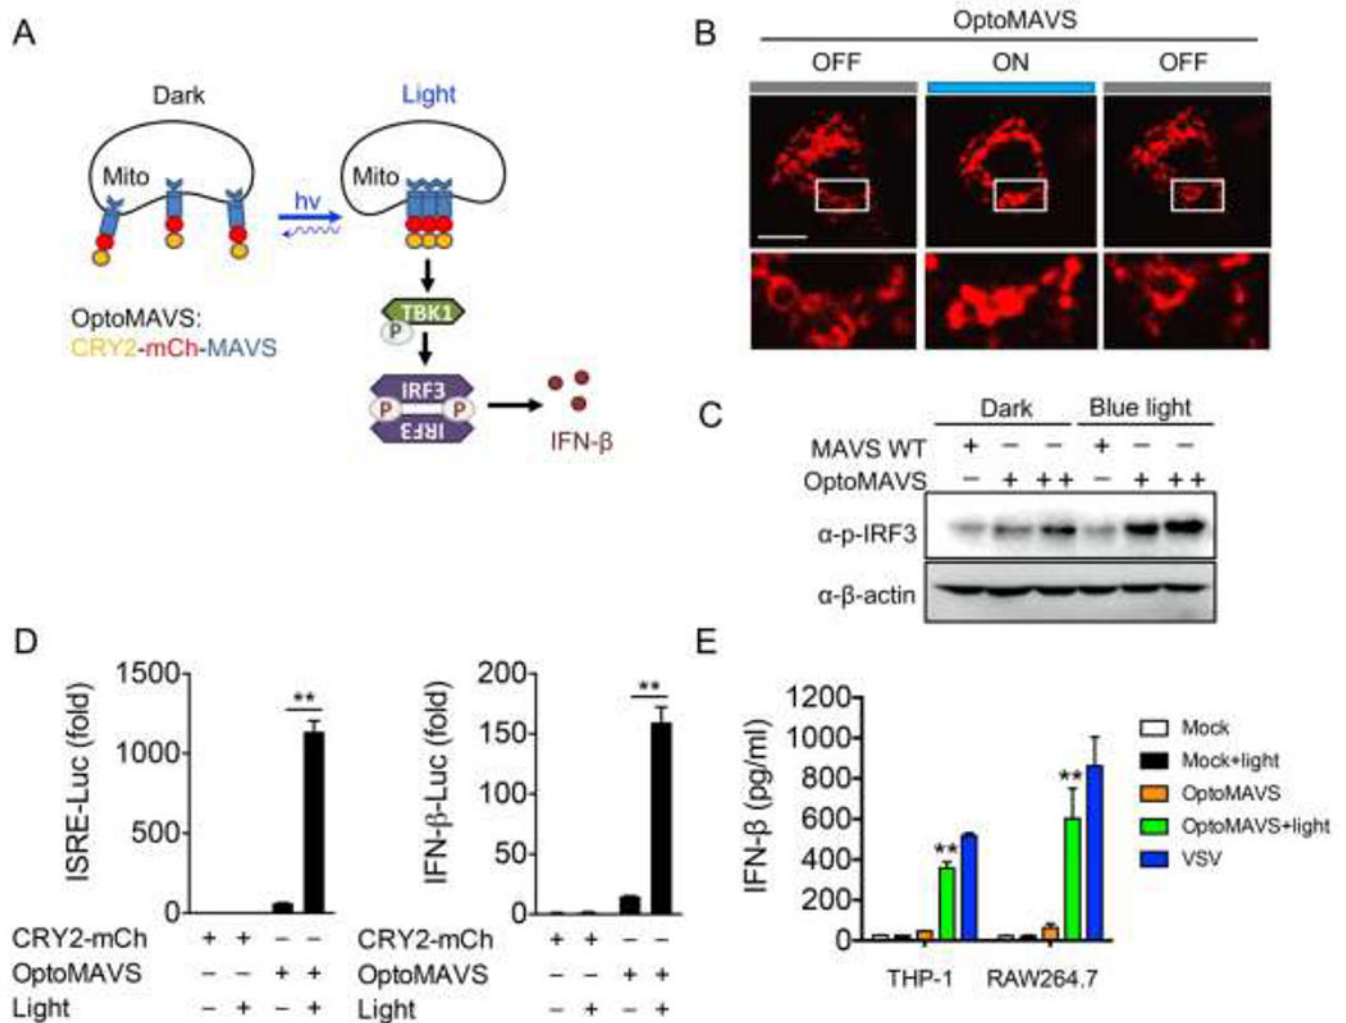 A
Dark
Light
Mito
hv
Mito
TBK1
P
OptoMAVS:
CRY2-mCh-MAVS
IRF3
P P
IRF3
IFN-β
B
OptoMAVS
OFF ON OFF
C
Dark Blue light
MAVS WT + − − + − −
OptoMAVS − + ++ − + ++
α-p-IRF3
α-β-actin
D
ISRE-Luc (fold)
1500
1000
500
0
**
CRY2-mCh + + − −
OptoMAVS − − + +
Light − + − +
IFN-β-Luc (fold)
200
150
100
50
0
**
CRY2-mCh + + − −
OptoMAVS − − + +
Light − + − +
E
IFN-β (pg/ml)
1200
1000
800
600
400
200
0
**
**
THP-1 RAW264.7
Mock
Mock+light
OptoMAVS
OptoMAVS+light
VSV